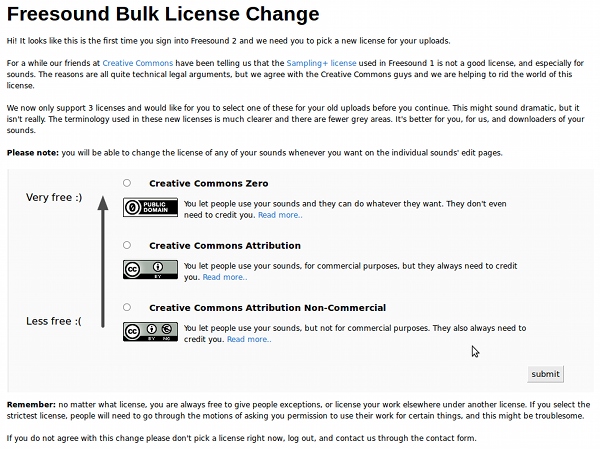 Freesound Bulk License Change
Hi! It looks like this is the first time you sign into Freesound 2 and we need you to pick a new license for your uploads.
For a while our friends at Creative Commons have been telling us that the Sampling+ license used in Freesound 1 is not a good license, and especially for
sounds. The reasons are all quite technical legal arguments, but we agree with the Creative Commons guys and we are helping to rid the world of this
license.
We now only support 3 licenses and would like for you to select one of these for your old uploads before you continue. This might sound dramatic, but it
isn't really. The terminology used in these new licenses is much clearer and there are fewer grey areas. It's better for you, for us, and downloaders of your
sounds.
Please note: you will be able to change the license of any of your sounds whenever you want on the individual sounds' edit pages.
Very free :)
Creative Commons Zero
PUBLIC
DOMAIN
You let people use your sounds and they can do whatever they want. They don't even
need to credit you. Read more..
Creative Commons Attribution
CC
BY
You let people use your sounds, for commercial purposes, but they always need to credit
you. Read more..
Less free :(
Creative Commons Attribution Non-Commercial
CC
BY NC
You let people use your sounds, but not for commercial purposes. They also always need to
credit you. Read more..
submit
Remember: no matter what license, you are always free to give people exceptions, or license your work elsewhere under another license. If you select the
strictest license, people will need to go through the motions of asking you permission to use their work for certain things, and this might be troublesome.
If you do not agree with this change please don't pick a license right now, log out, and contact us through the contact form.